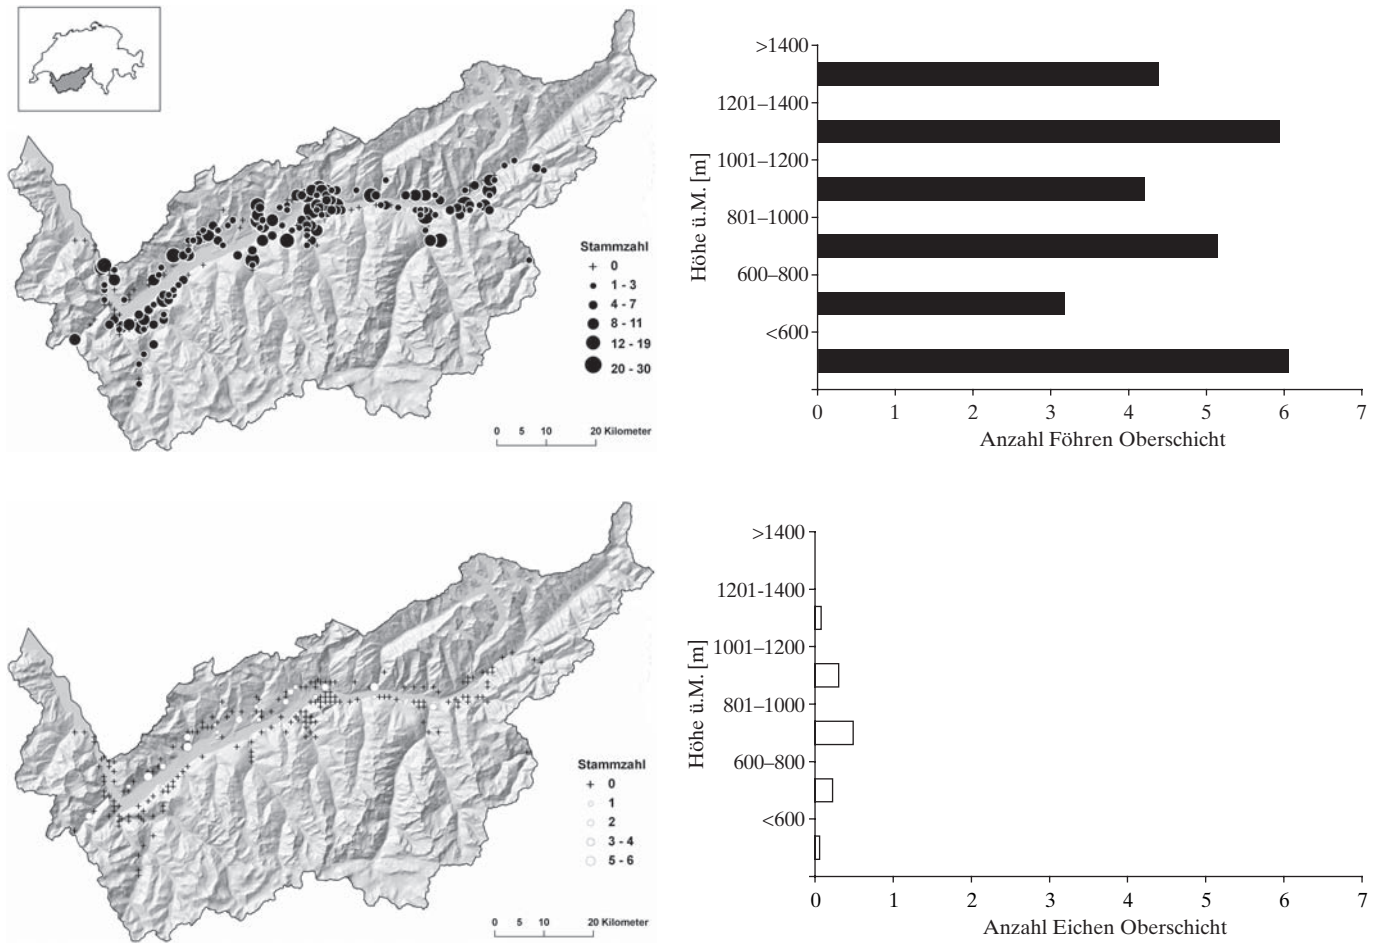 Stammzahl
0
1 - 3
4 - 7
8 - 11
12 - 19
20 - 30
0 5 10 20 Kilometer
Höhe ü.M. [m]
>1400
1201–1400
1001–1200
801–1000
600–800
<600
0 1 2 3 4 5 6 7
Anzahl Föhren Oberschicht
Stammzahl
0
1
2
3 - 4
5 - 6
0 5 10 20 Kilometer
Höhe ü.M. [m]
>1400
1201-1400
1001–1200
801–1000
600–800
<600
0 1 2 3 4 5 6 7
Anzahl Eichen Oberschicht